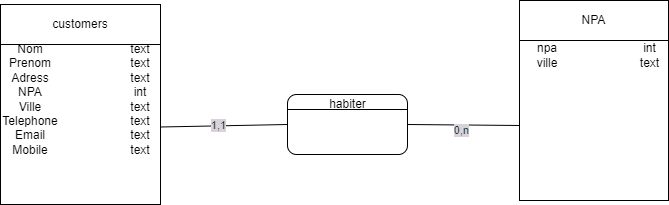 customers
Nom text
Prenom text
Adress text
NPA int
Ville text
Telephone text
Email text
Mobile text
1,1
habiter
0,n
NPA
npa int
ville text